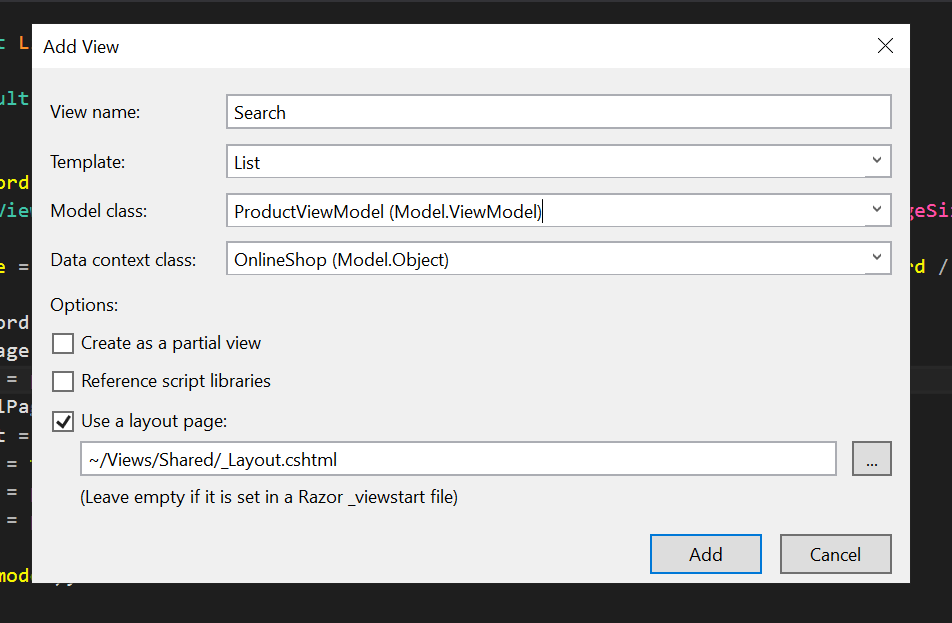 Add View
View name:
Search
Template:
List
Model class:
ProductViewModel (Model.ViewModel)
Data context class:
OnlineShop (Model.Object)
Options:
Create as a partial view
Reference script libraries
Use a layout page:
~/Views/Shared/_Layout.cshtml
...
(Leave empty if it is set in a Razor _viewstart file)
Add
Cancel